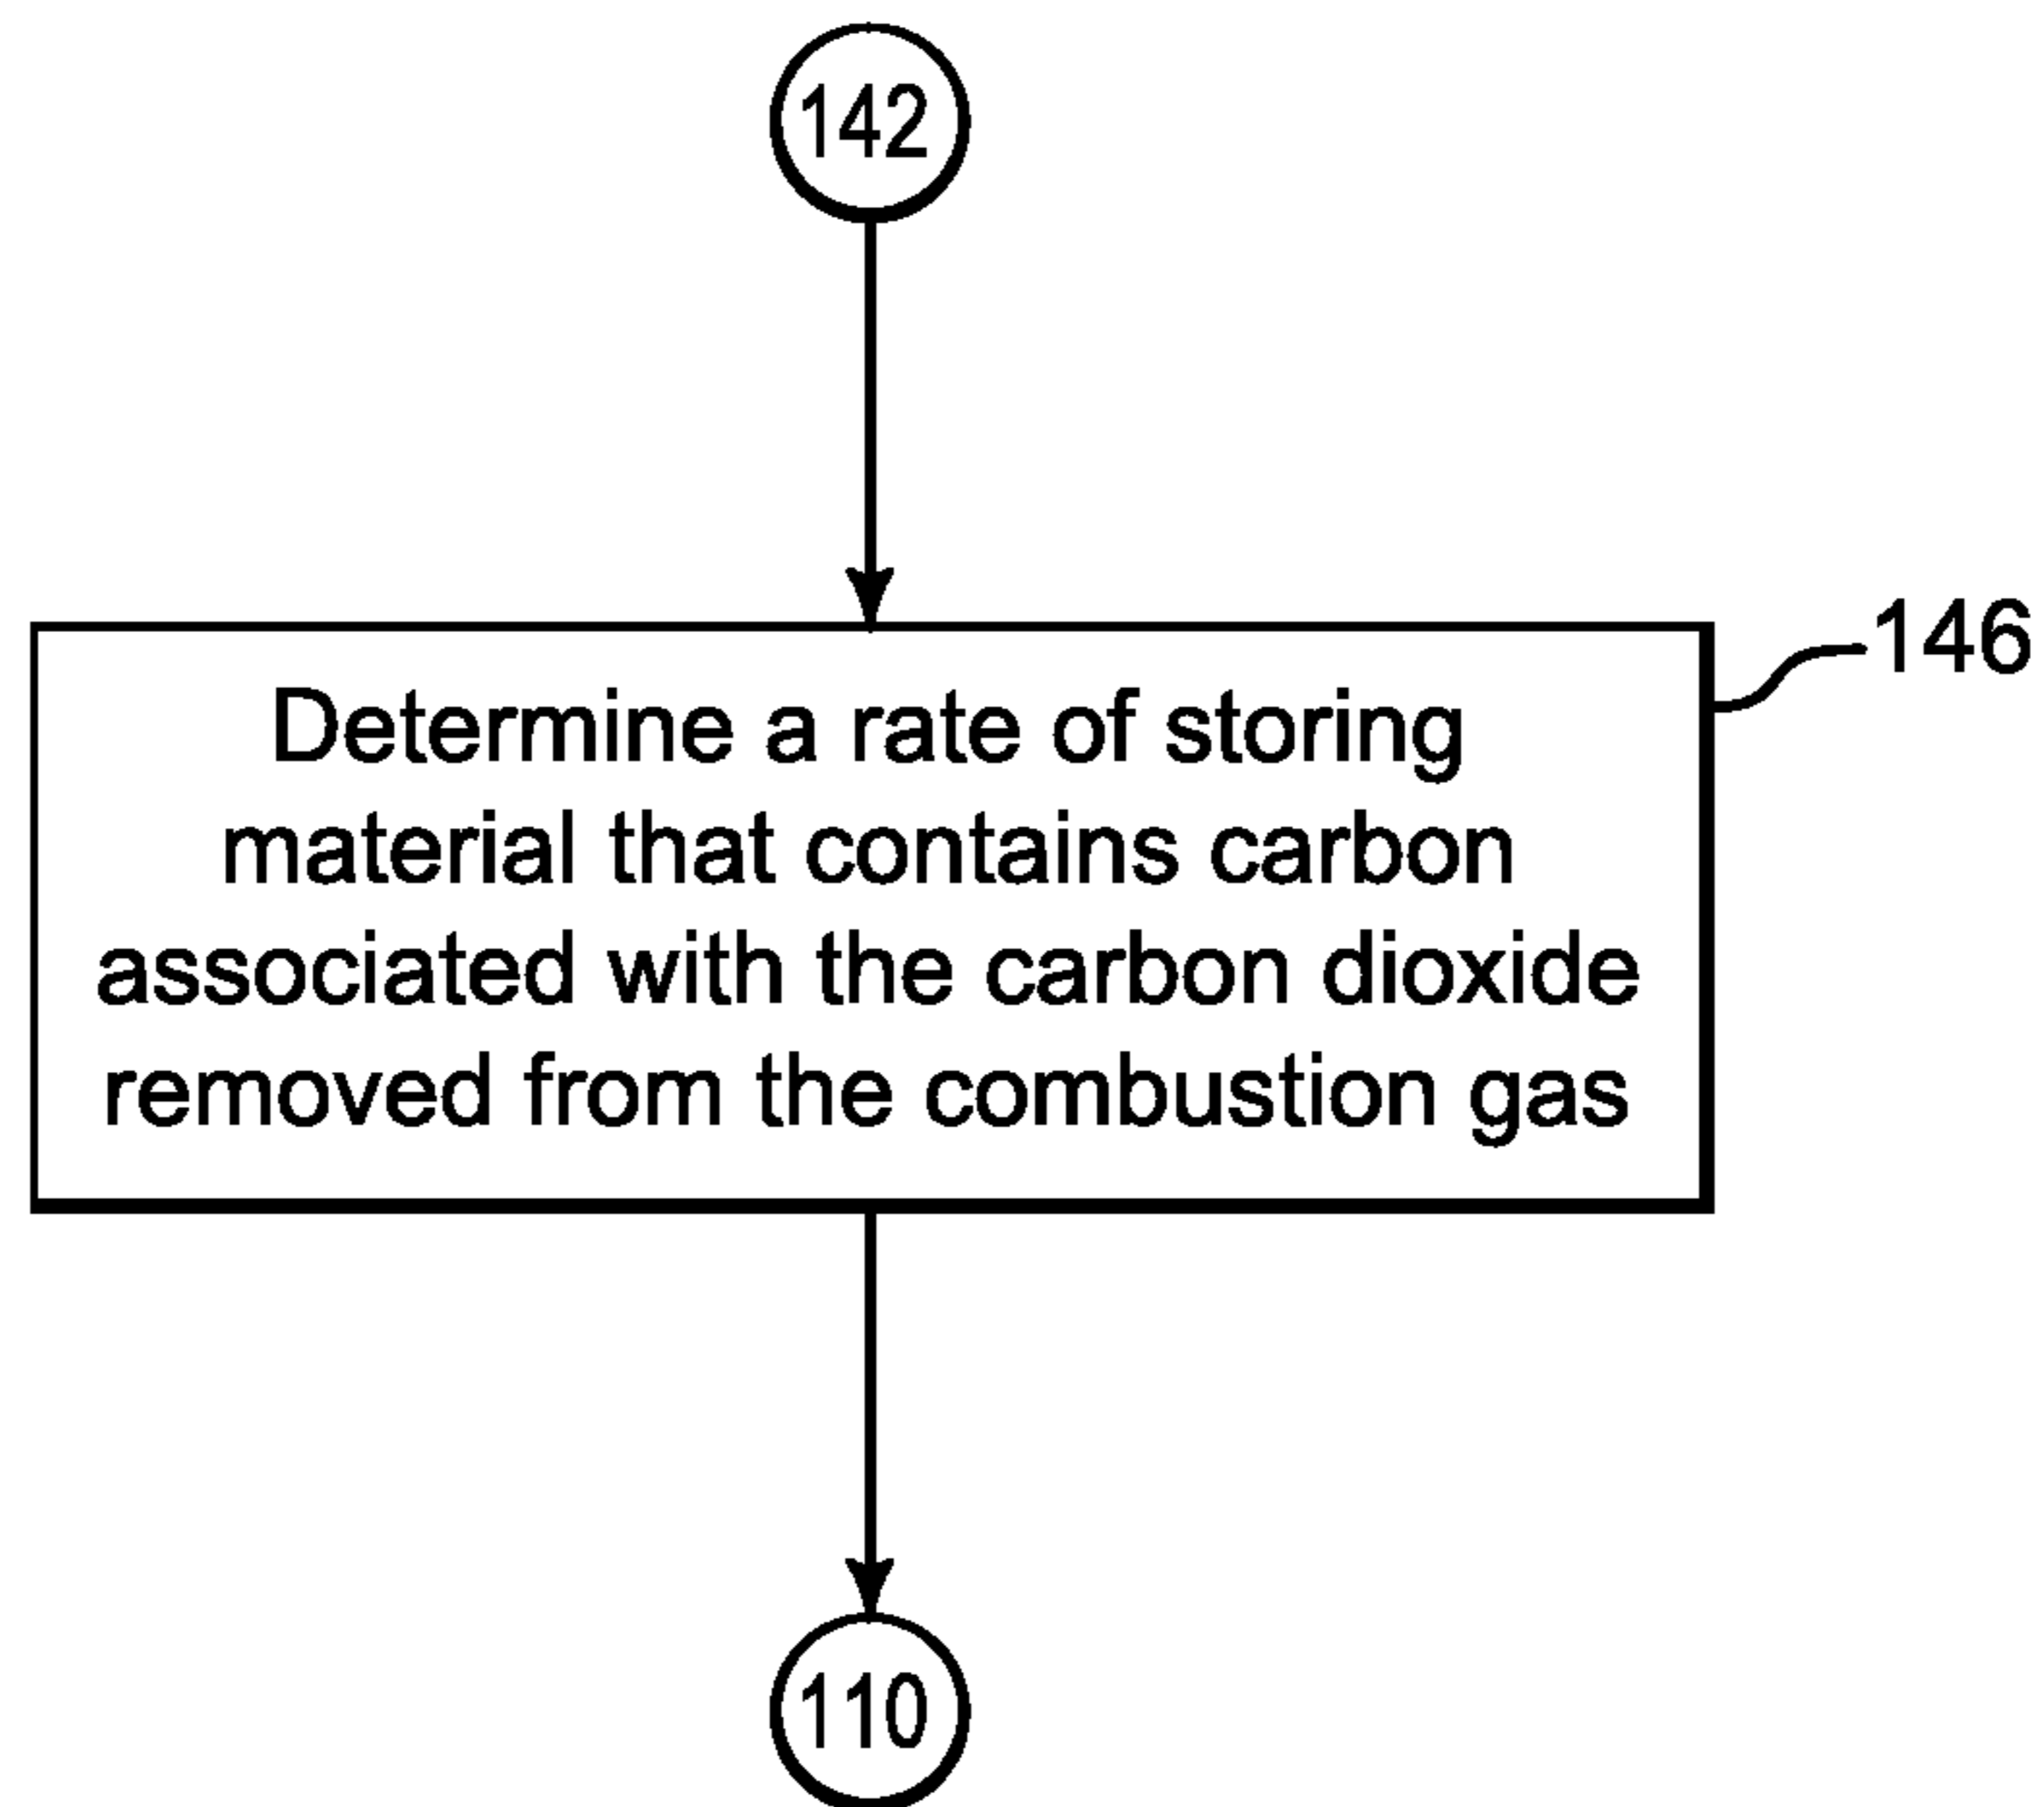 142
146
Determine a rate of storing
material that contains carbon
associated with the carbon dioxide
removed from the combustion gas
110